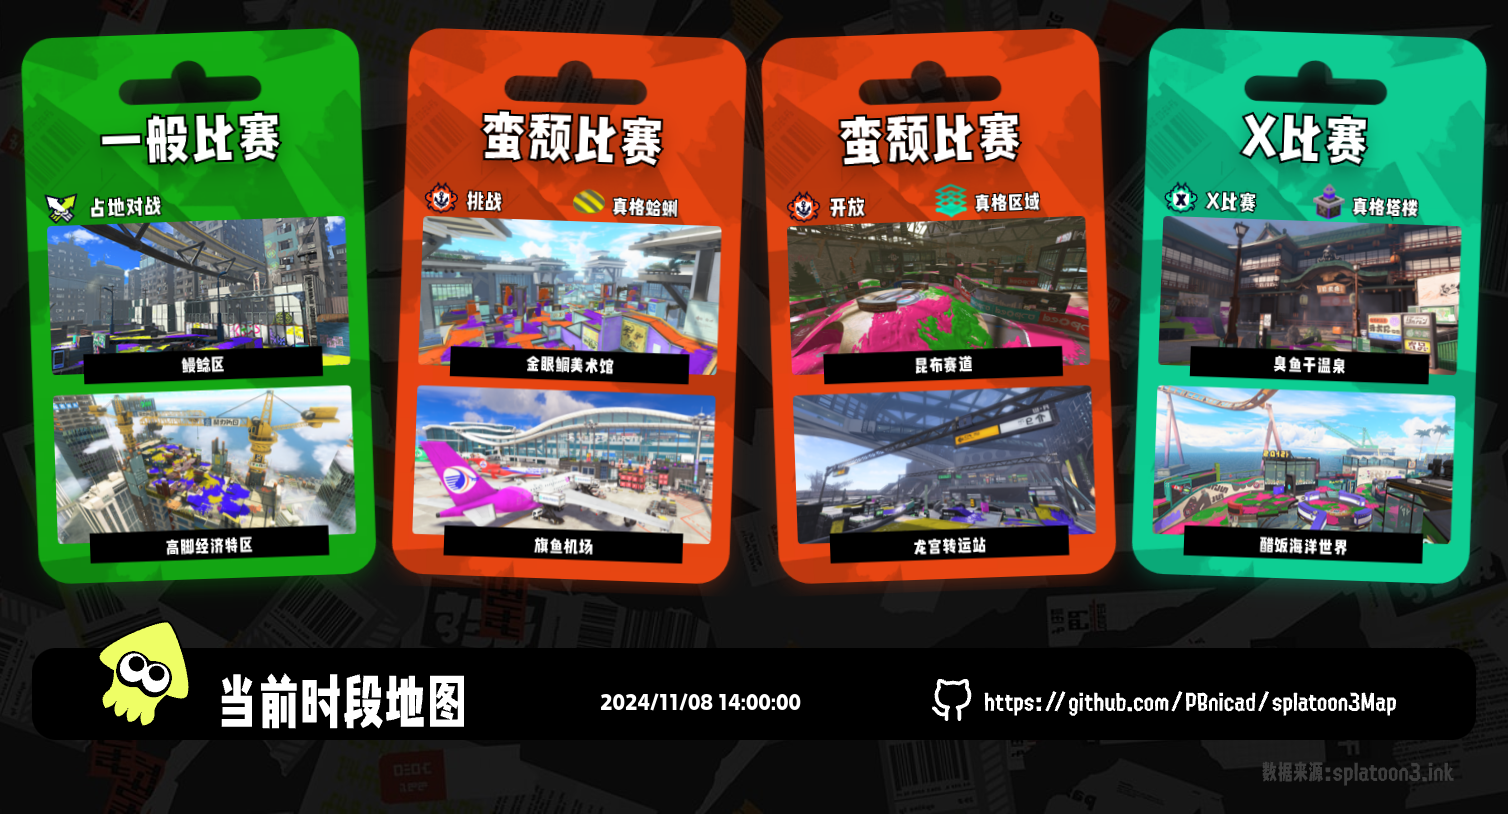 一般比赛
占地对战
鳗鲶区
高脚经济特区
蛮颓比赛
挑战
真格蛤蜊
金眼鲷美术馆
旗鱼机场
蛮颓比赛
开放
真格区域
昆布赛道
龙宫转运站
X比赛
X比赛
真格塔楼
臭鱼干温泉
醋饭海洋世界
当前时段地图
2024/11/08 14:00:00
https://github.com/PBnicad/splatoon3Map
数据来源:splatoon3.ink